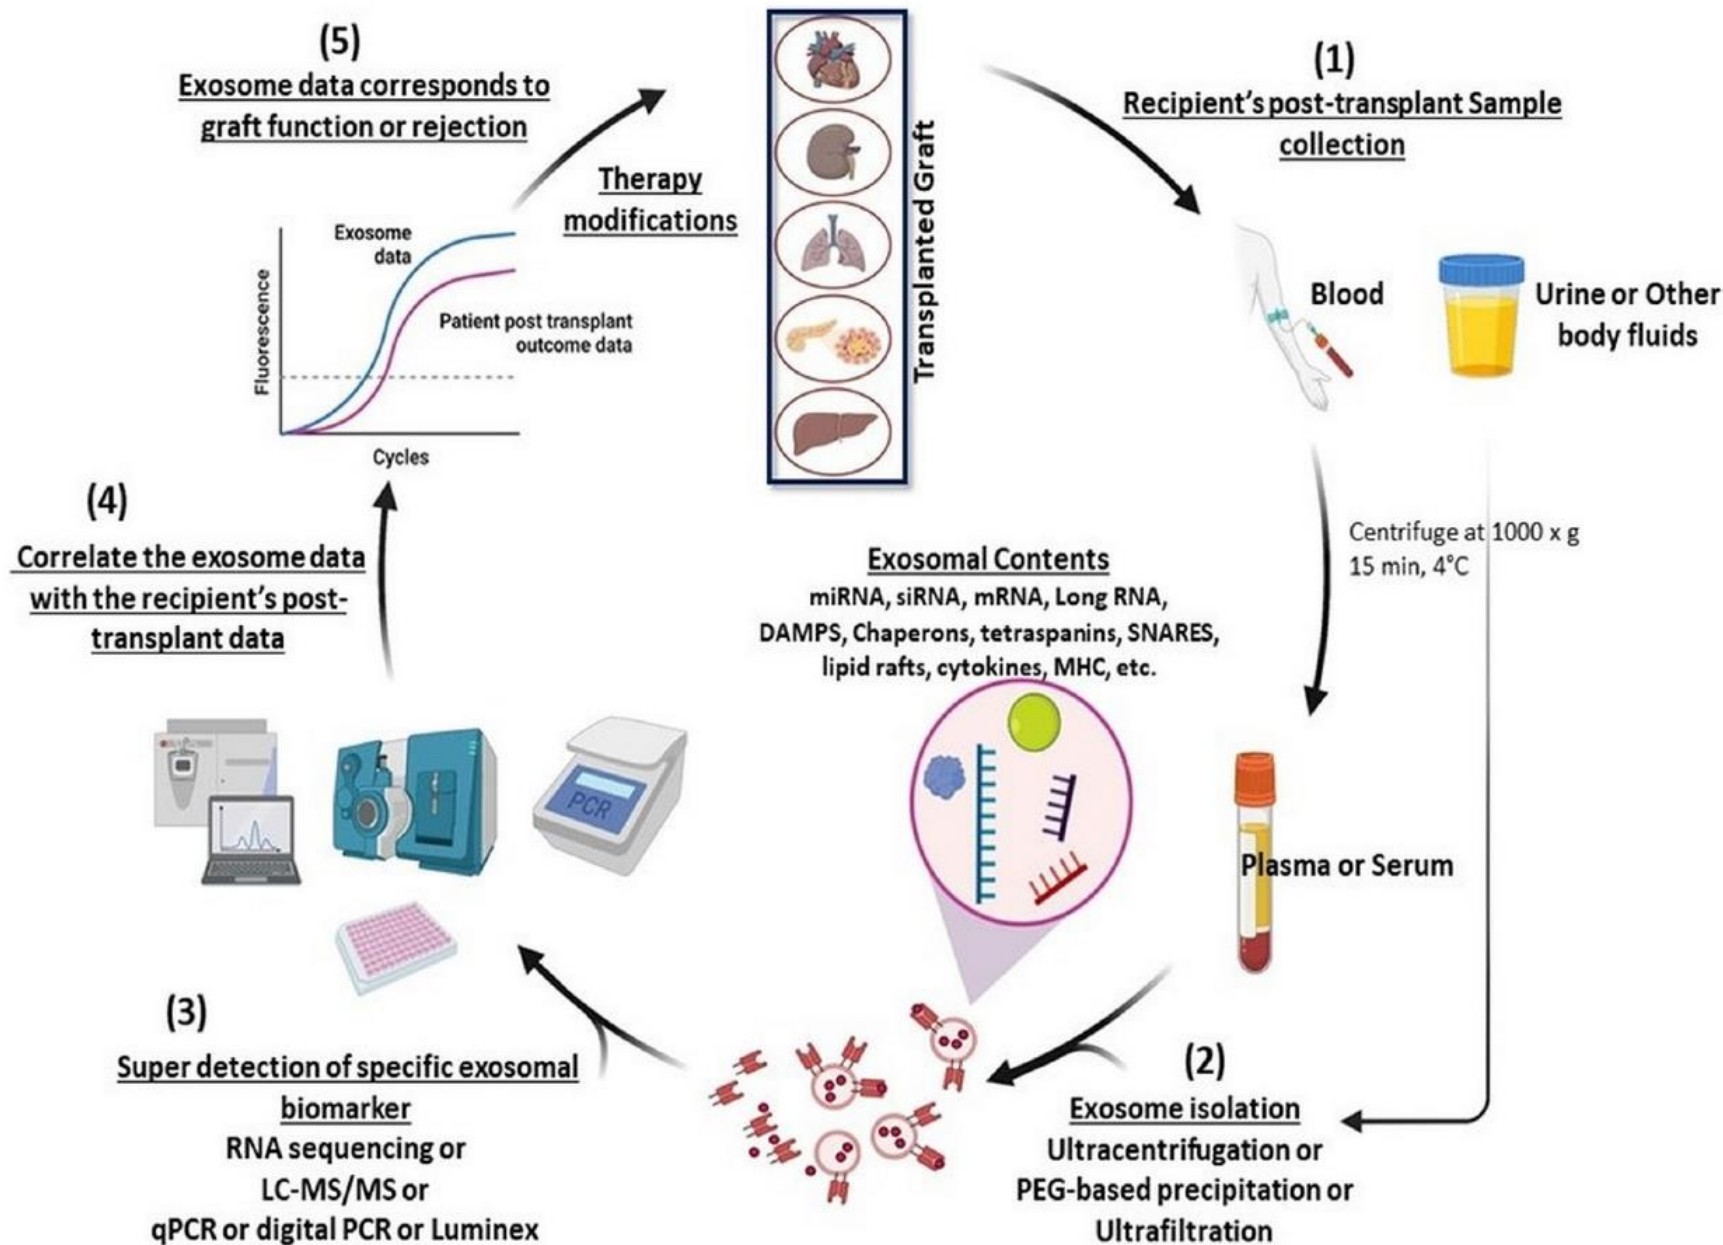 (1)
Recipient's post-transplant Sample
collection
Blood
Urine or Other
body fluids
Centrifuge at 1000 x g
15 min, 4°C
Plasma or Serum
(2)
Exosome isolation
Ultracentrifugation or
PEG-based precipitation or
Ultrafiltration
Exosomal Contents
miRNA, siRNA, mRNA, Long RNA,
DAMPS, Chaperons, tetraspanins, SNARES,
lipid rafts, cytokines, MHC, etc.
(3)
Super detection of specific exosomal
biomarker
RNA sequencing or
LC-MS/MS or
qPCR or digital PCR or Luminex
PCR
(4)
Correlate the exosome data
with the recipient's post-
transplant data
(5)
Exosome data corresponds to
graft function or rejection
Exosome
data
Patient post transplant
outcome data
Fluorescence
Cycles
Therapy
modifications
Transplanted Graft